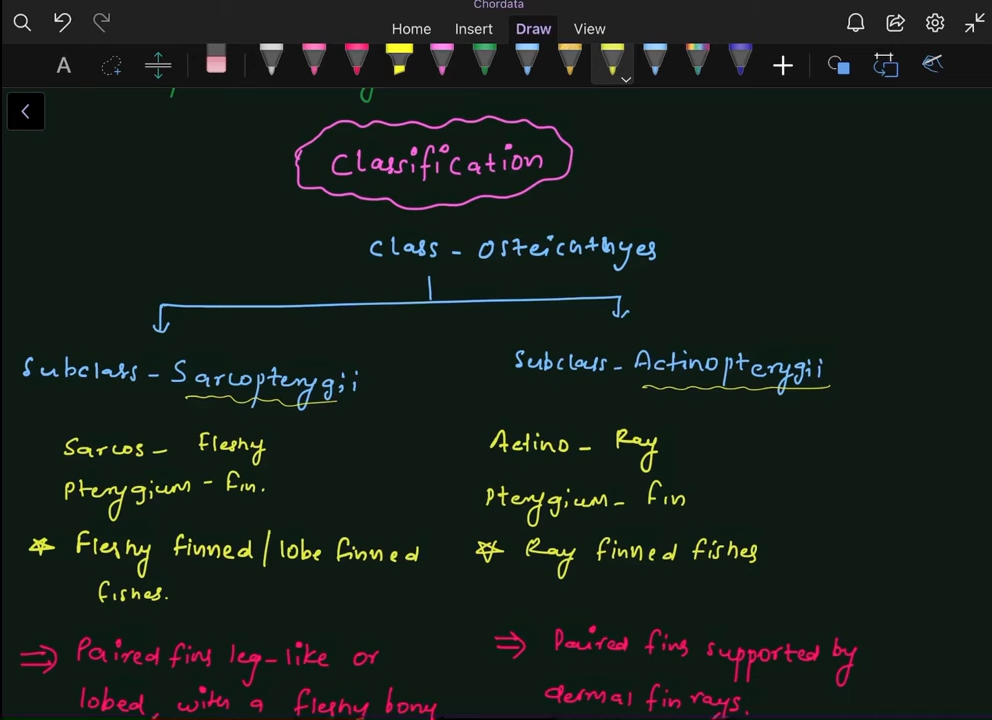 Chordata
Home Insert Draw View
A
Classification
Class - Osteicathyes
Subclass - Sarcopterygii
Subclass - Actinopterygii
Sarcos - Fleshy
Pterygium - fin.
Actino - Ray
Pterygium - fin
Fleshy finned / lobe finned
fishes.
Ray finned fishes
⇒ Paired fins leg-like or
lobed, with a fleshy bony
⇒ Paired fins supported by
dermal fin rays.